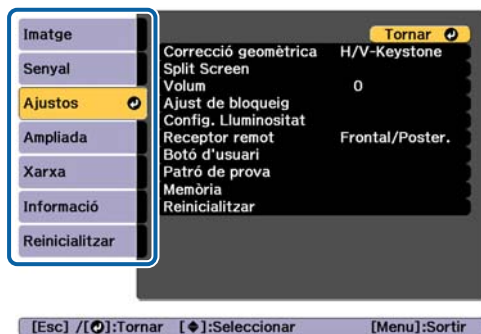 Imatge
Senyal
Ajustos
Ampliada
Xarxa
Informació
Reinicialitzar
Tornar
Correcció geomètrica H/V-Keystone
Split Screen
Volum 0
Ajust de bloqueig
Config. Lluminositat
Receptor remot Frontal/Poster.
Botó d'usuari
Patró de prova
Memòria
Reinicialitzar
[Esc] /[⏎]:Tornar [◆]:Seleccionar [Menu]:Sortir